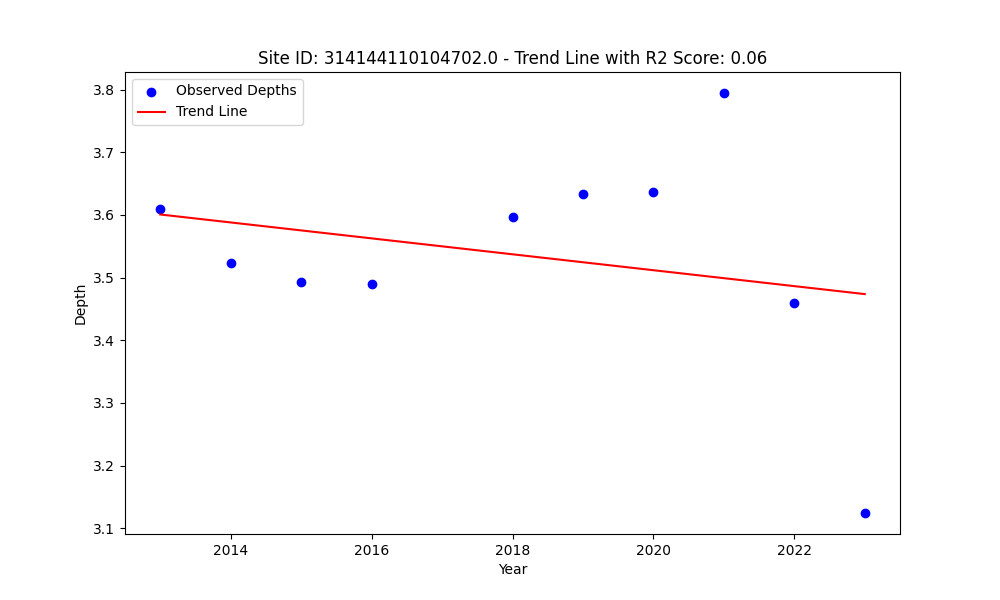 Site ID: 314144110104702.0 - Trend Line with R2 Score: 0.06
Observed Depths
Trend Line
3.8
3.7
3.6
3.5
3.4
3.3
3.2
3.1
Depth
2014
2016
2018
2020
2022
Year